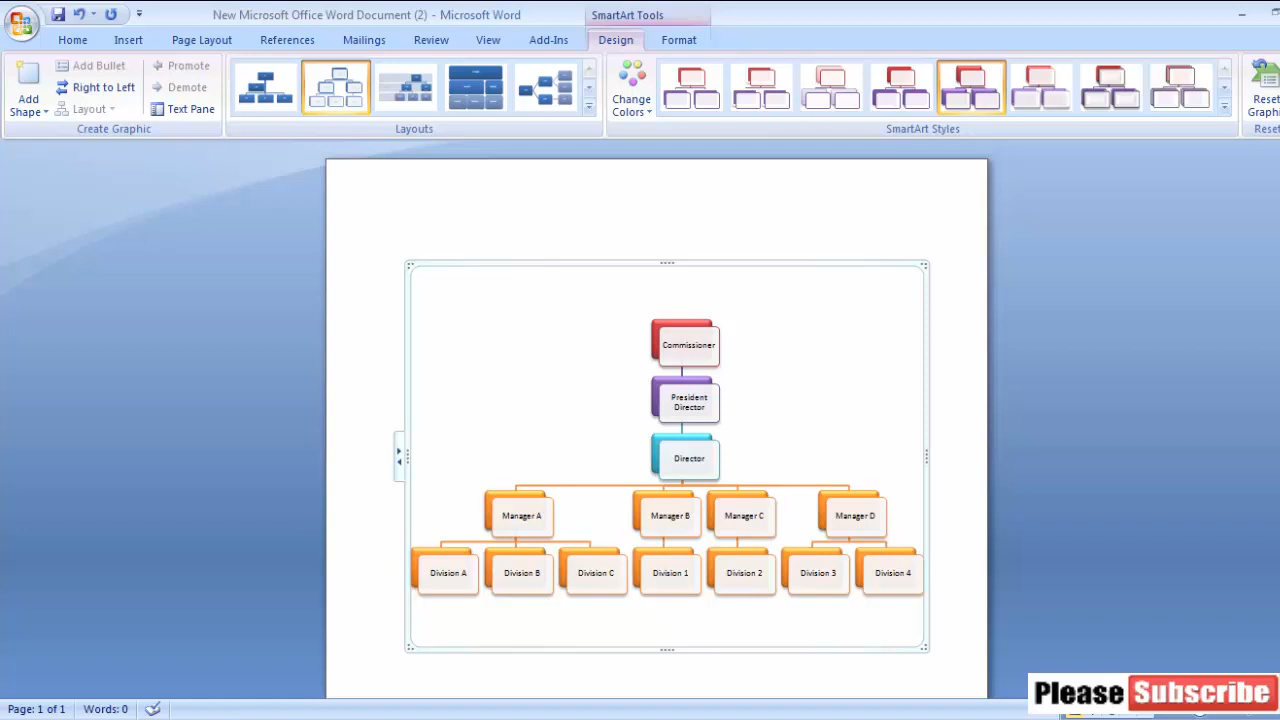 New Microsoft Office Word Document (2) - Microsoft Word
SmartArt Tools
Home Insert Page Layout References Mailings Review View Add-Ins Design Format
Add Shape
Add Bullet
Right to Left
Layout
Promote
Demote
Text Pane
Create Graphic
Layouts
Change Colors
SmartArt Styles
Reset
Reset
Commissioner
President
Director
Director
Manager A Manager B Manager C Manager D
Division A Division B Division C Division 1 Division 2 Division 3 Division 4
Page: 1 of 1 Words: 0
Please Subscribe